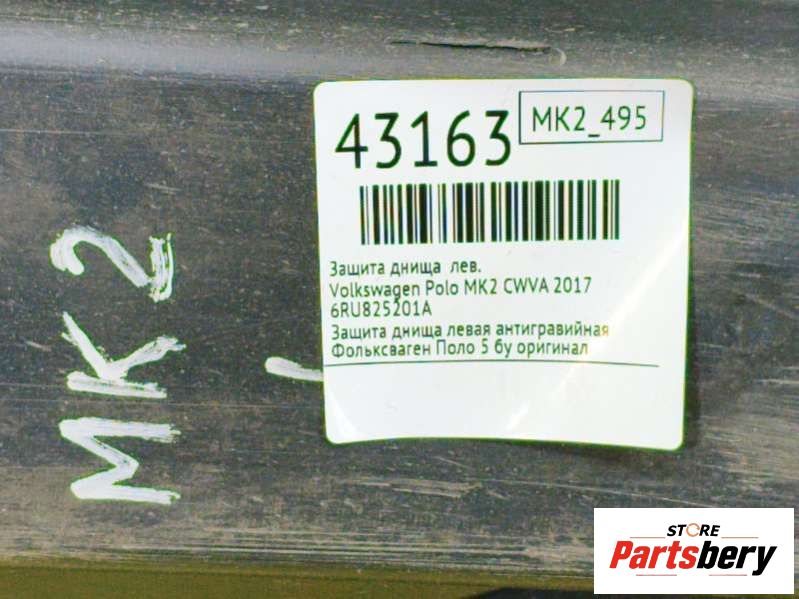 43163
MK2_495
Защита днища лев.
Volkswagen Polo MK2 CWVA 2017
6RU825201A
Защита днища левая антигравийная
Фольксваген Поло 5 бу оригинал
MK2
STORE
Partsbery